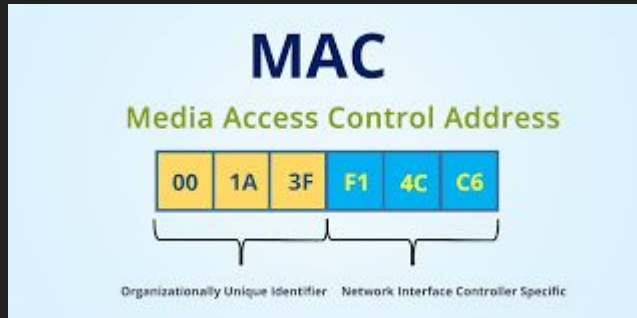 MAC
Media Access Control Address
00 1A 3F F1 4C C6
Organizationally Unique Identifier Network Interface Controller Specific